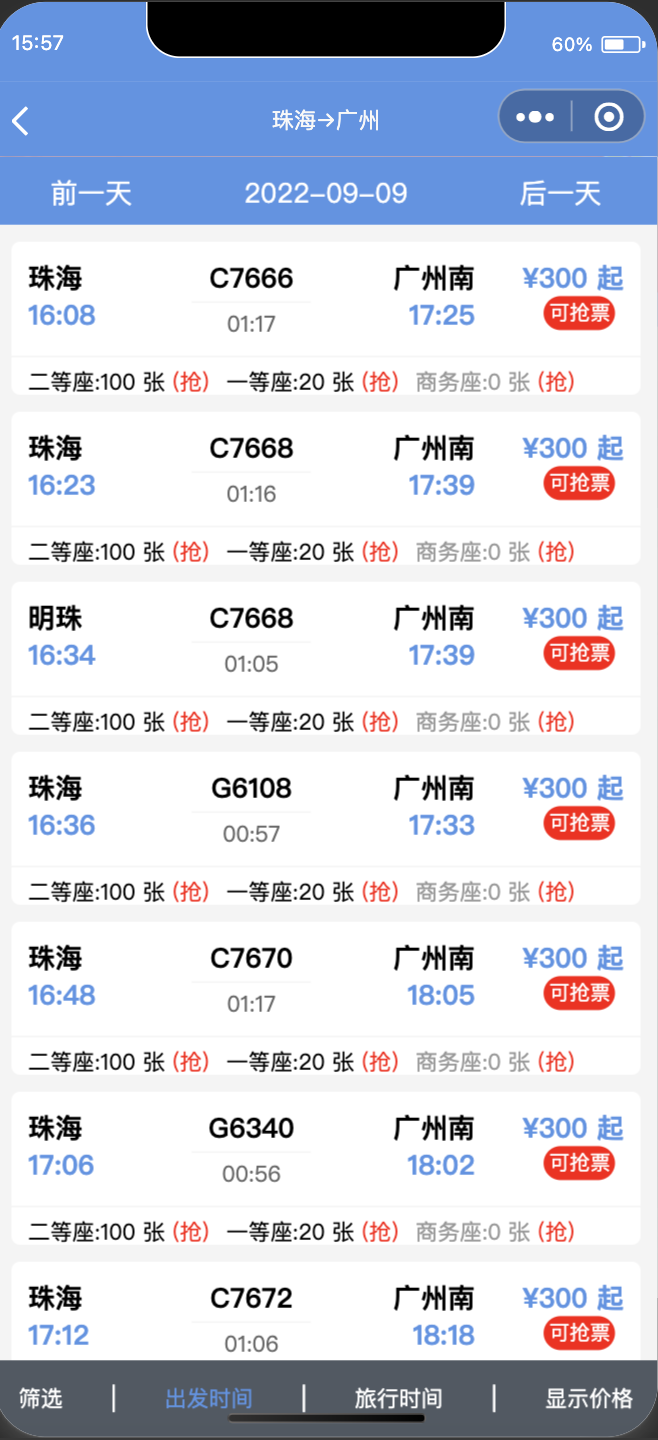 15:57 60%
珠海→广州
前一天 2022-09-09 后一天
珠海 C7666 广州南 ¥300 起
16:08 01:17 17:25 可抢票
二等座:100 张 (抢) 一等座:20 张 (抢) 商务座:0 张 (抢)
珠海 C7668 广州南 ¥300 起
16:23 01:16 17:39 可抢票
二等座:100 张 (抢) 一等座:20 张 (抢) 商务座:0 张 (抢)
明珠 C7668 广州南 ¥300 起
16:34 01:05 17:39 可抢票
二等座:100 张 (抢) 一等座:20 张 (抢) 商务座:0 张 (抢)
珠海 G6108 广州南 ¥300 起
16:36 00:57 17:33 可抢票
二等座:100 张 (抢) 一等座:20 张 (抢) 商务座:0 张 (抢)
珠海 C7670 广州南 ¥300 起
16:48 01:17 18:05 可抢票
二等座:100 张 (抢) 一等座:20 张 (抢) 商务座:0 张 (抢)
珠海 G6340 广州南 ¥300 起
17:06 00:56 18:02 可抢票
二等座:100 张 (抢) 一等座:20 张 (抢) 商务座:0 张 (抢)
珠海 C7672 广州南 ¥300 起
17:12 01:06 18:18 可抢票
筛选 | 出发时间 | 旅行时间 | 显示价格